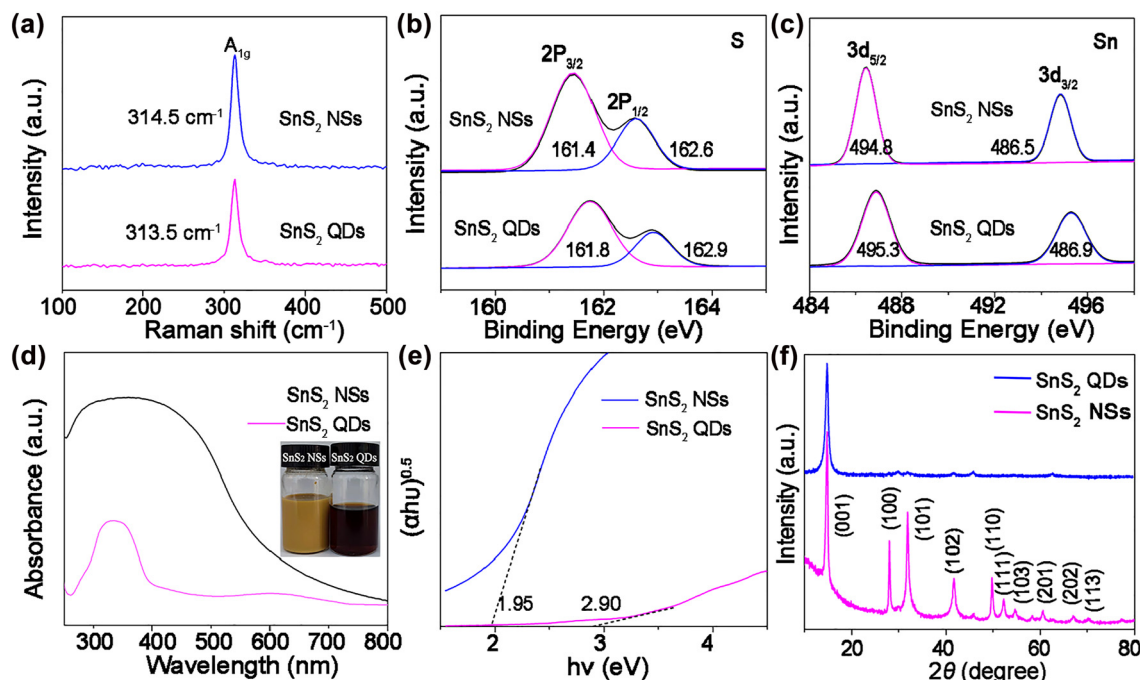 (a)
A1g
314.5 cm-1
SnS2 NSs
313.5 cm-1
SnS2 QDs
Intensity (a.u.)
100 200 300 400 500
Raman shift (cm-1)
(b)
S
2P3/2
2P1/2
SnS2 NSs
161.4
162.6
SnS2 QDs
161.8
162.9
Intensity (a.u.)
160 162 164
Binding Energy (eV)
(c)
Sn
3d5/2
3d3/2
SnS2 NSs
494.8
486.5
SnS2 QDs
495.3
486.9
Intensity (a.u.)
484 488 492 496
Binding Energy (eV)
(d)
SnS2 NSs
SnS2 QDs
SnS2 NSs SnS2 QDs
Absorbance (a.u.)
300 400 500 600 700 800
Wavelength (nm)
(e)
SnS2 NSs
SnS2 QDs
1.95
2.90
(αhυ)0.5
2 3 4
hν (eV)
(f)
SnS2 QDs
SnS2 NSs
(001)
(100)
(101)
(102)
(110)
(111)
(103)
(201)
(202)
(113)
Intensity (a.u.)
20 40 60 80
2θ (degree)